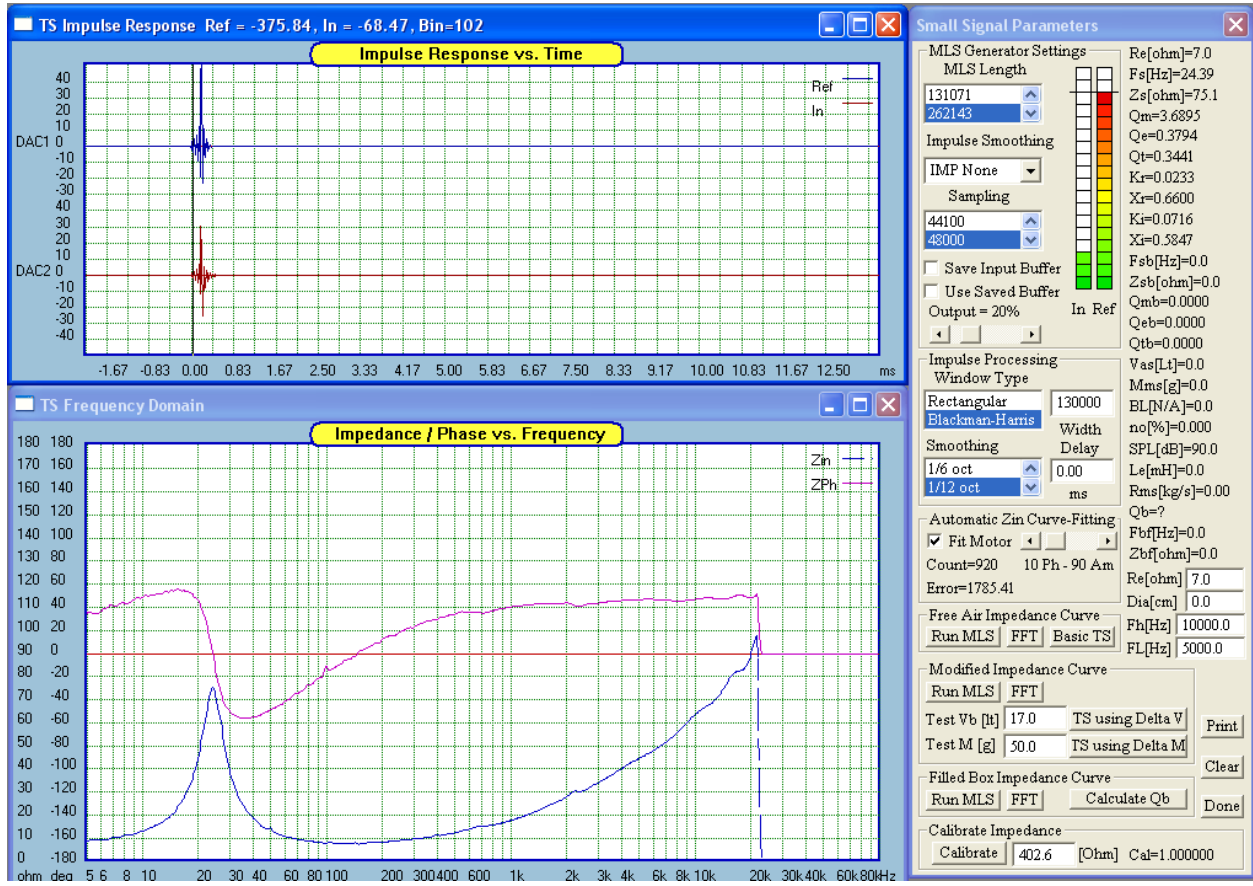 TS Impulse Response Ref = -375.84, In = -68.47, Bin=102
Impulse Response vs. Time
Ref
In
40
30
20
10
DAC1 0
-10
-20
-30
40
30
20
10
DAC2 0
-10
-20
-30
-40
-1.67 -0.83 0.00 0.83 1.67 2.50 3.33 4.17 5.00 5.83 6.67 7.50 8.33 9.17 10.00 10.83 11.67 12.50 ms
TS Frequency Domain
Impedance / Phase vs. Frequency
Zin
ZPh
180 180
170 160
160 140
150 120
140 100
130 80
120 60
110 40
100 20
90 0
80 -20
70 -40
60 -60
50 -80
40 -100
30 -120
20 -140
10 -160
0 -180
ohm deg 5 6 8 10 20 30 40 60 80 100 200 300 400 600 1k 2k 3k 4k 6k 8k 10k 20k 30k 40k 60k 80kHz
Small Signal Parameters
MLS Generator Settings
MLS Length
131071
262143
Impulse Smoothing
IMP None
Sampling
44100
48000
Save Input Buffer
Use Saved Buffer
Output = 20%
In Ref
Impulse Processing
Window Type
Rectangular
Blackman-Harris
130000
Width
Smoothing
Delay
1/6 oct
1/12 oct
0.00
ms
Automatic Zin Curve-Fitting
Fit Motor
Count=920 10 Ph - 90 Am
Error=1785.41
Free Air Impedance Curve
Run MLS FFT Basic TS
Modified Impedance Curve
Run MLS FFT
Test Vb [lt] 17.0 TS using Delta V
Test M [g] 50.0 TS using Delta M
Filled Box Impedance Curve
Run MLS FFT Calculate Qb
Calibrate Impedance
Calibrate 402.6 [Ohm] Cal=1.000000
Re[ohm]=7.0
Fs[Hz]=24.39
Zs[ohm]=75.1
Qm=3.6895
Qe=0.3794
Qt=0.3441
Kr=0.0233
Xr=0.6600
Ki=0.0716
Xi=0.5847
Fsb[Hz]=0.0
Zsb[ohm]=0.0
Qmb=0.0000
Qeb=0.0000
Qtb=0.0000
Vas[Lt]=0.0
Mms[g]=0.0
BL[N/A]=0.0
no[%]=0.000
SPL[dB]=90.0
Le[mH]=0.0
Rms[kg/s]=0.00
Qb=?
Fbf[Hz]=0.0
Zbf[ohm]=0.0
Re[ohm] 7.0
Dia[cm] 0.0
Fh[Hz] 10000.0
FL[Hz] 5000.0
Print
Clear
Done